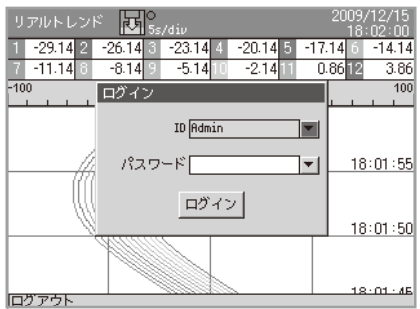 リアルトレンド 5s/div 2009/12/15
18:02:00
1 -29.14 2 -26.14 3 -23.14 4 -20.14 5 -17.14 6 -14.14
7 -11.14 8 -8.14 9 -5.14 10 -2.14 11 0.86 12 3.86
-100 100
ログイン
ID Admin
パスワード
18:01:55
ログイン
18:01:50
18:01:45
ログアウト